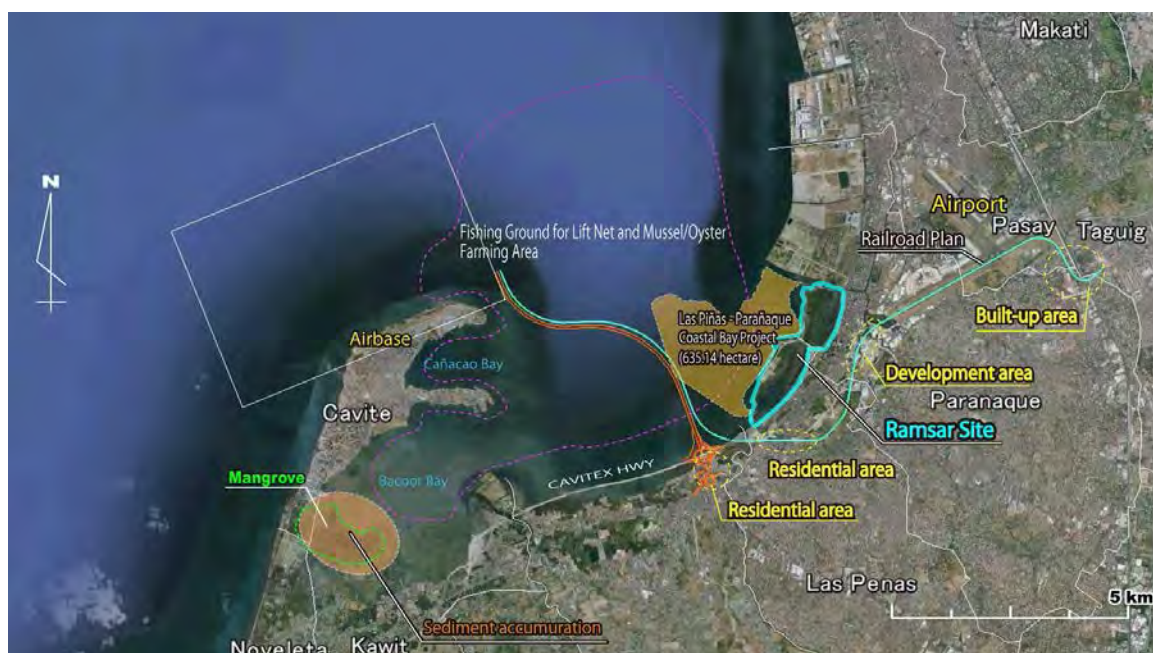 Makati
N
Airport
Pasay
Taguig
Railroad Plan
Fishing Ground for Lift Net and Mussel/Oyster
Farming Area
Built-up area
Las Piñas - Parañaque
Coastal Bay Project
(635.14 hectare)
Airbase
Cañacao Bay
Development area
Cavite
Paranaque
Ramsar Site
CAVITEX HWY
Residential area
Mangrove
Bacoor Bay
Residential area
Las Penas
5 km
Sediment accumuration
Noveleta
Kawit